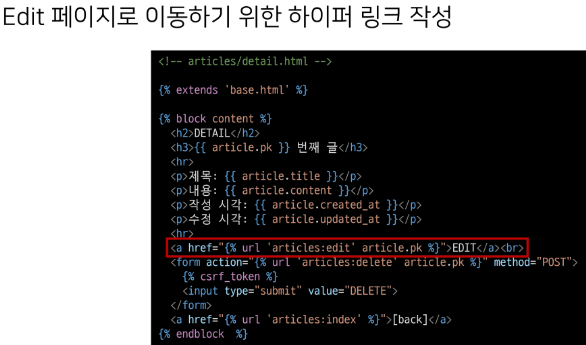 Edit 페이지로 이동하기 위한 하이퍼 링크 작성
<!-- articles/detail.html -->
{% extends 'base.html' %}
{% block content %}
<h2>DETAIL</h2>
<h3>{{ article.pk }} 번째 글</h3>
<hr>
<p>제목: {{ article.title }}</p>
<p>내용: {{ article.content }}</p>
<p>작성 시각: {{ article.created_at }}</p>
<p>수정 시각: {{ article.updated_at }}</p>
<hr>
<a href="{% url 'articles:edit' article.pk %}">EDIT</a><br>
<form action="{% url 'articles:delete' article.pk %}" method="POST">
{% csrf_token %}
<input type="submit" value="DELETE">
</form>
<a href="{% url 'articles:index' %}">[back]</a>
{% endblock  %}